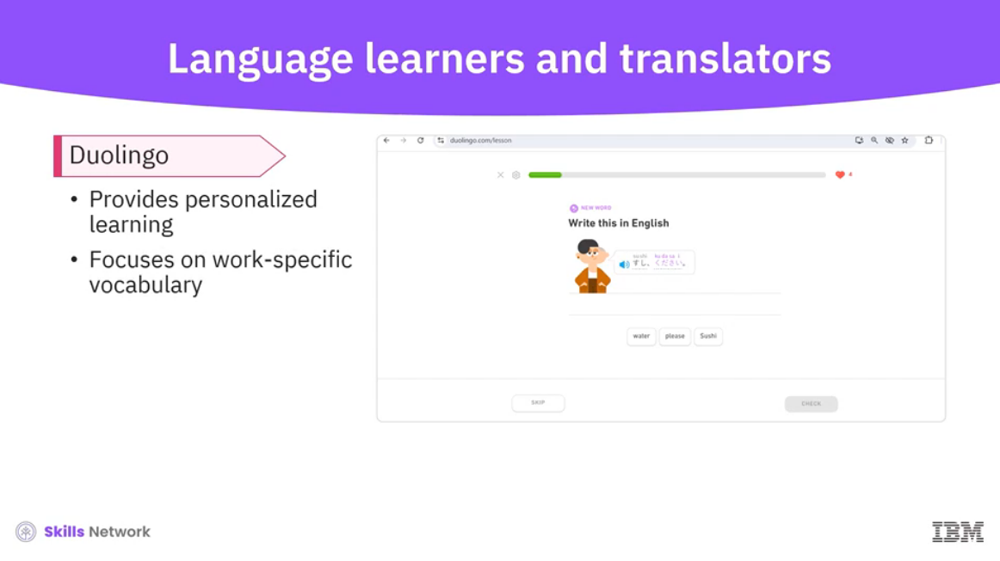 Language learners and translators
Duolingo
• Provides personalized
learning
• Focuses on work-specific
vocabulary
duolingo.com/lesson
4
NEW WORD
Write this in English
sushi ku da sa i
すし、ください。
water please Sushi
SKIP CHECK
Skills Network
IBM